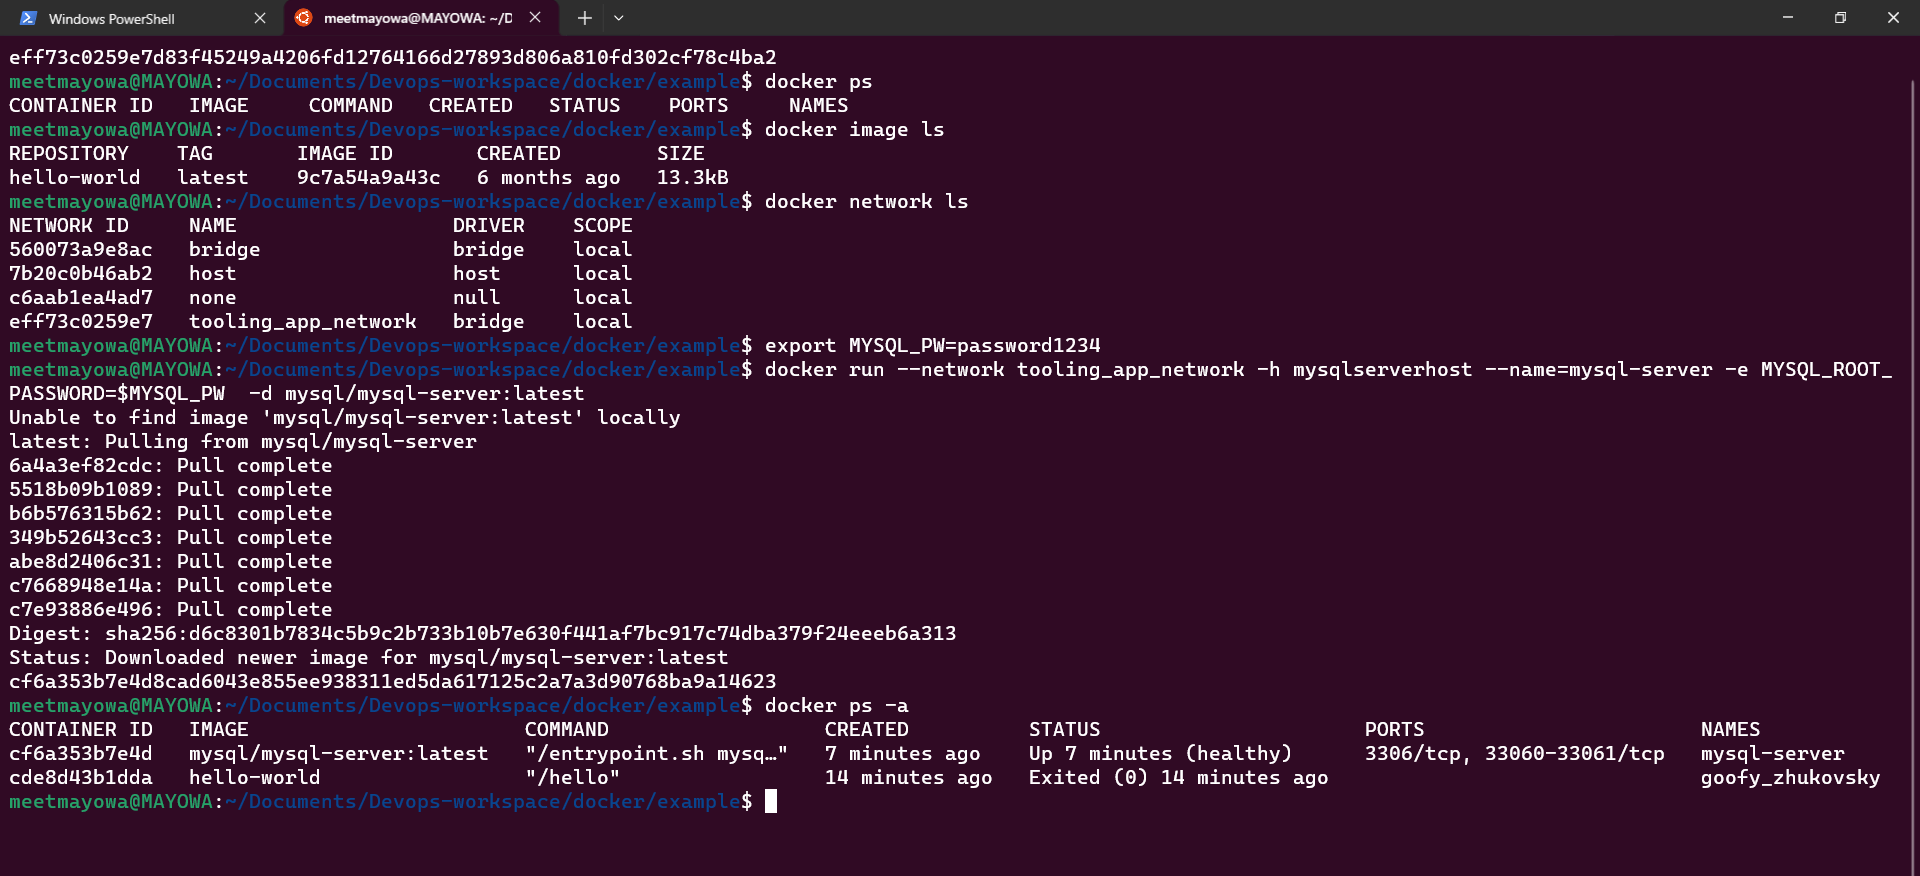 Windows PowerShell
meetmayowa@MAYOWA: ~/D
eff73c0259e7d83f45249a4206fd12764166d27893d806a810fd302cf78c4ba2
meetmayowa@MAYOWA:~/Documents/Devops-workspace/docker/example$ docker ps
CONTAINER ID   IMAGE     COMMAND   CREATED   STATUS    PORTS     NAMES
meetmayowa@MAYOWA:~/Documents/Devops-workspace/docker/example$ docker image ls
REPOSITORY    TAG       IMAGE ID       CREATED        SIZE
hello-world   latest    9c7a54a9a43c   6 months ago   13.3kB
meetmayowa@MAYOWA:~/Documents/Devops-workspace/docker/example$ docker network ls
NETWORK ID     NAME                  DRIVER    SCOPE
560073a9e8ac   bridge                bridge    local
7b20c0b46ab2   host                  host      local
c6aab1ea4ad7   none                  null      local
eff73c0259e7   tooling_app_network   bridge    local
meetmayowa@MAYOWA:~/Documents/Devops-workspace/docker/example$ export MYSQL_PW=password1234
meetmayowa@MAYOWA:~/Documents/Devops-workspace/docker/example$ docker run --network tooling_app_network -h mysqlserverhost --name=mysql-server -e MYSQL_ROOT_
PASSWORD=$MYSQL_PW  -d mysql/mysql-server:latest
Unable to find image 'mysql/mysql-server:latest' locally
latest: Pulling from mysql/mysql-server
6a4a3ef82cdc: Pull complete
5518b09b1089: Pull complete
b6b576315b62: Pull complete
349b52643cc3: Pull complete
abe8d2406c31: Pull complete
c7668948e14a: Pull complete
c7e93886e496: Pull complete
Digest: sha256:d6c8301b7834c5b9c2b733b10b7e630f441af7bc917c74dba379f24eeeb6a313
Status: Downloaded newer image for mysql/mysql-server:latest
cf6a353b7e4d8cad6043e855ee938311ed5da617125c2a7a3d90768ba9a14623
meetmayowa@MAYOWA:~/Documents/Devops-workspace/docker/example$ docker ps -a
CONTAINER ID   IMAGE                       COMMAND                  CREATED          STATUS                      PORTS                       NAMES
cf6a353b7e4d   mysql/mysql-server:latest   "/entrypoint.sh mysq…"   7 minutes ago    Up 7 minutes (healthy)      3306/tcp, 33060-33061/tcp   mysql-server
cde8d43b1dda   hello-world                 "/hello"                 14 minutes ago   Exited (0) 14 minutes ago                               goofy_zhukovsky
meetmayowa@MAYOWA:~/Documents/Devops-workspace/docker/example$